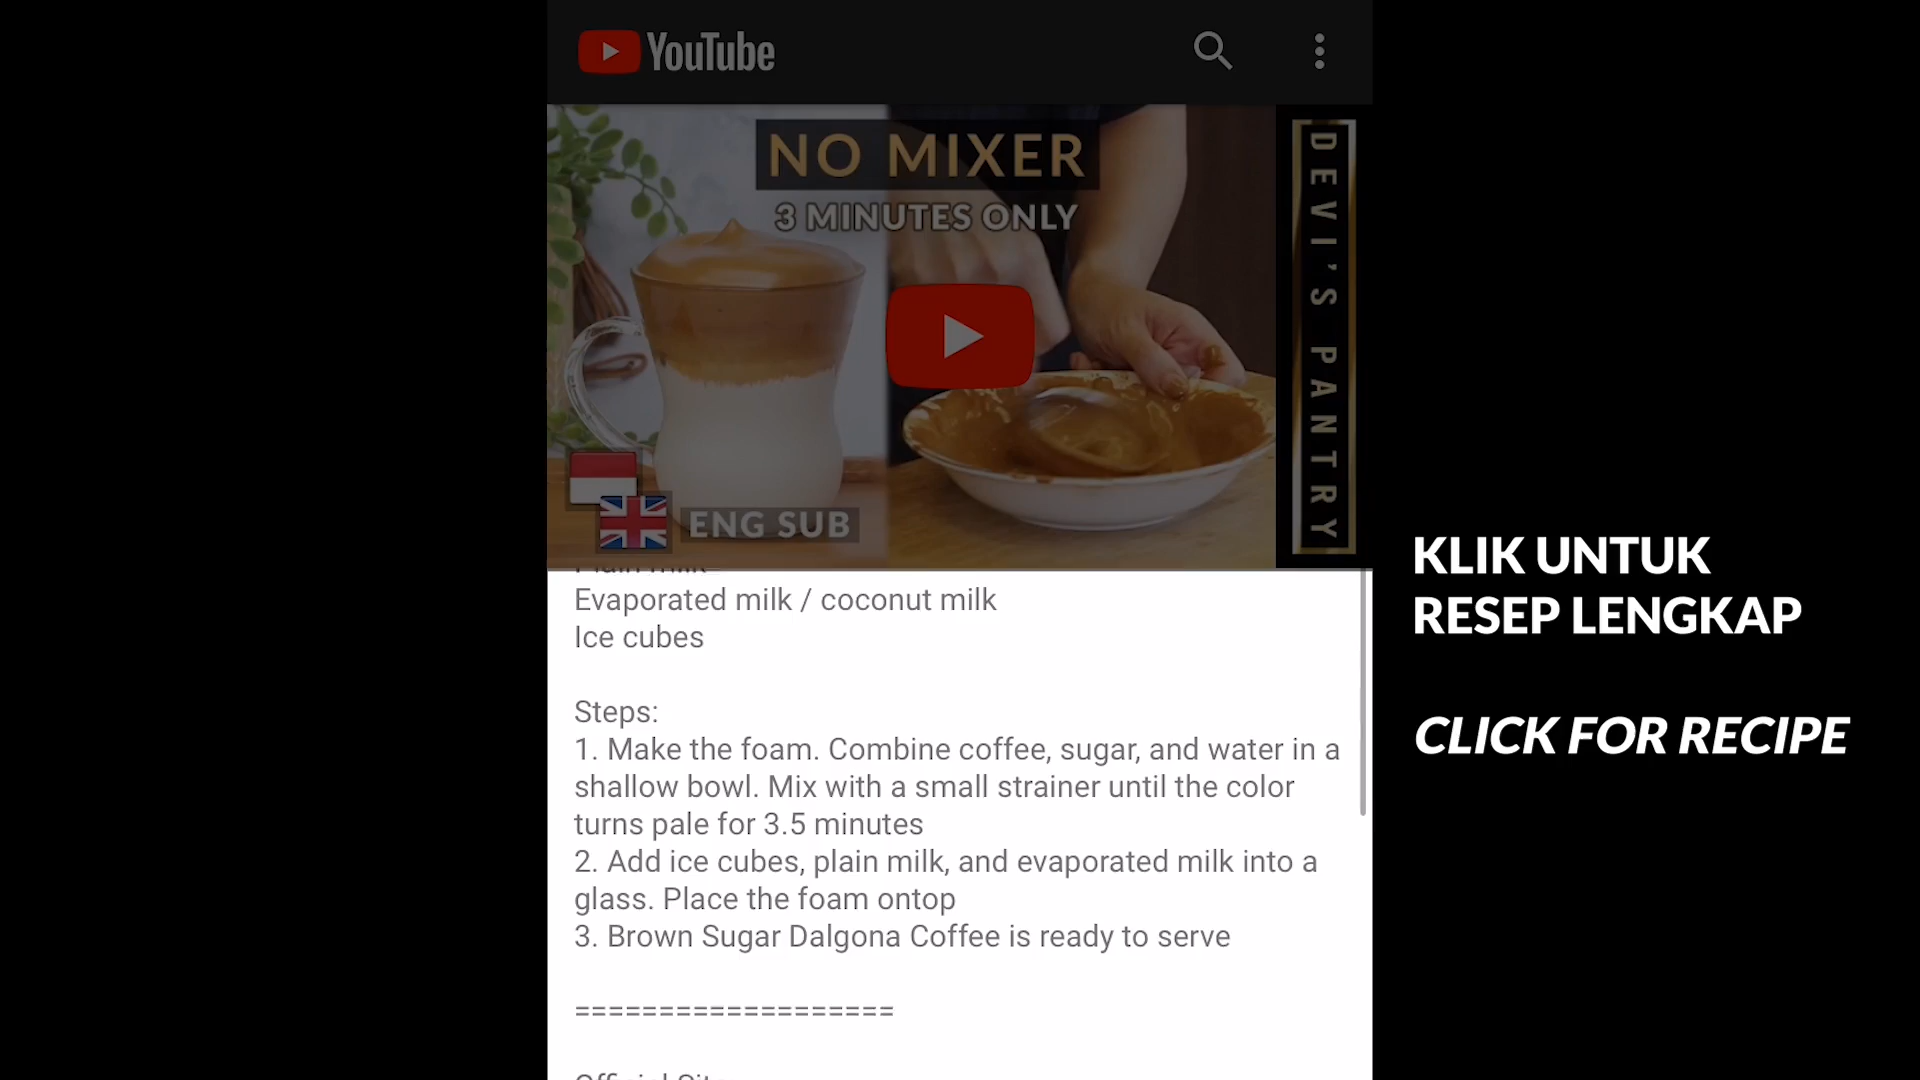 YouTube
NO MIXER
3 MINUTES ONLY
DEVI'S PANTRY
ENG SUB
Plain milk
Evaporated milk / coconut milk
Ice cubes
Steps:
1. Make the foam. Combine coffee, sugar, and water in a
shallow bowl. Mix with a small strainer until the color
turns pale for 3.5 minutes
2. Add ice cubes, plain milk, and evaporated milk into a
glass. Place the foam ontop
3. Brown Sugar Dalgona Coffee is ready to serve
===================
KLIK UNTUK
RESEP LENGKAP
CLICK FOR RECIPE